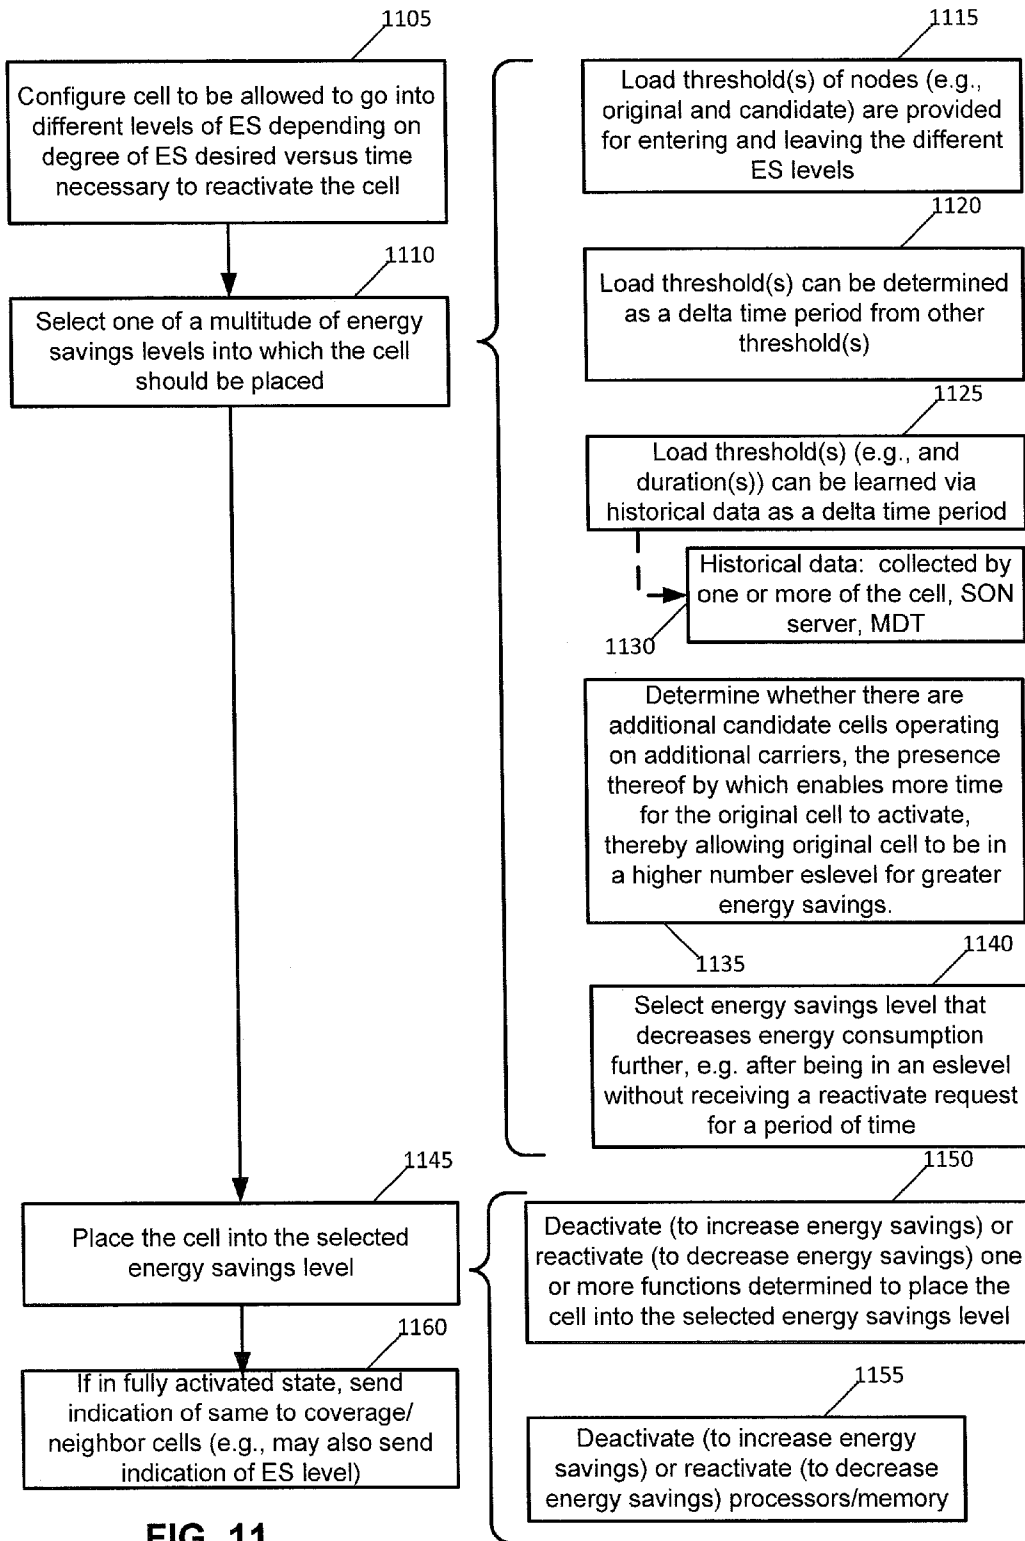 1105
Configure cell to be allowed to go into
different levels of ES depending on
degree of ES desired versus time
necessary to reactivate the cell
1110
Select one of a multitude of energy
savings levels into which the cell
should be placed
1115
Load threshold(s) of nodes (e.g.,
original and candidate) are provided
for entering and leaving the different
ES levels
1120
Load threshold(s) can be determined
as a delta time period from other
threshold(s)
1125
Load threshold(s) (e.g., and
duration(s)) can be learned via
historical data as a delta time period
Historical data: collected by
one or more of the cell, SON
server, MDT
1130
Determine whether there are
additional candidate cells operating
on additional carriers, the presence
thereof by which enables more time
for the original cell to activate,
thereby allowing original cell to be in
a higher number eslevel for greater
energy savings.
1135
1140
Select energy savings level that
decreases energy consumption
further, e.g. after being in an eslevel
without receiving a reactivate request
for a period of time
1145
Place the cell into the selected
energy savings level
1150
Deactivate (to increase energy savings) or
reactivate (to decrease energy savings) one
or more functions determined to place the
cell into the selected energy savings level
1155
Deactivate (to increase energy
savings) or reactivate (to decrease
energy savings) processors/memory
1160
If in fully activated state, send
indication of same to coverage/
neighbor cells (e.g., may also send
indication of ES level)
FIG. 11